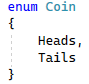 enum Coin
{
    Heads,
    Tails
}